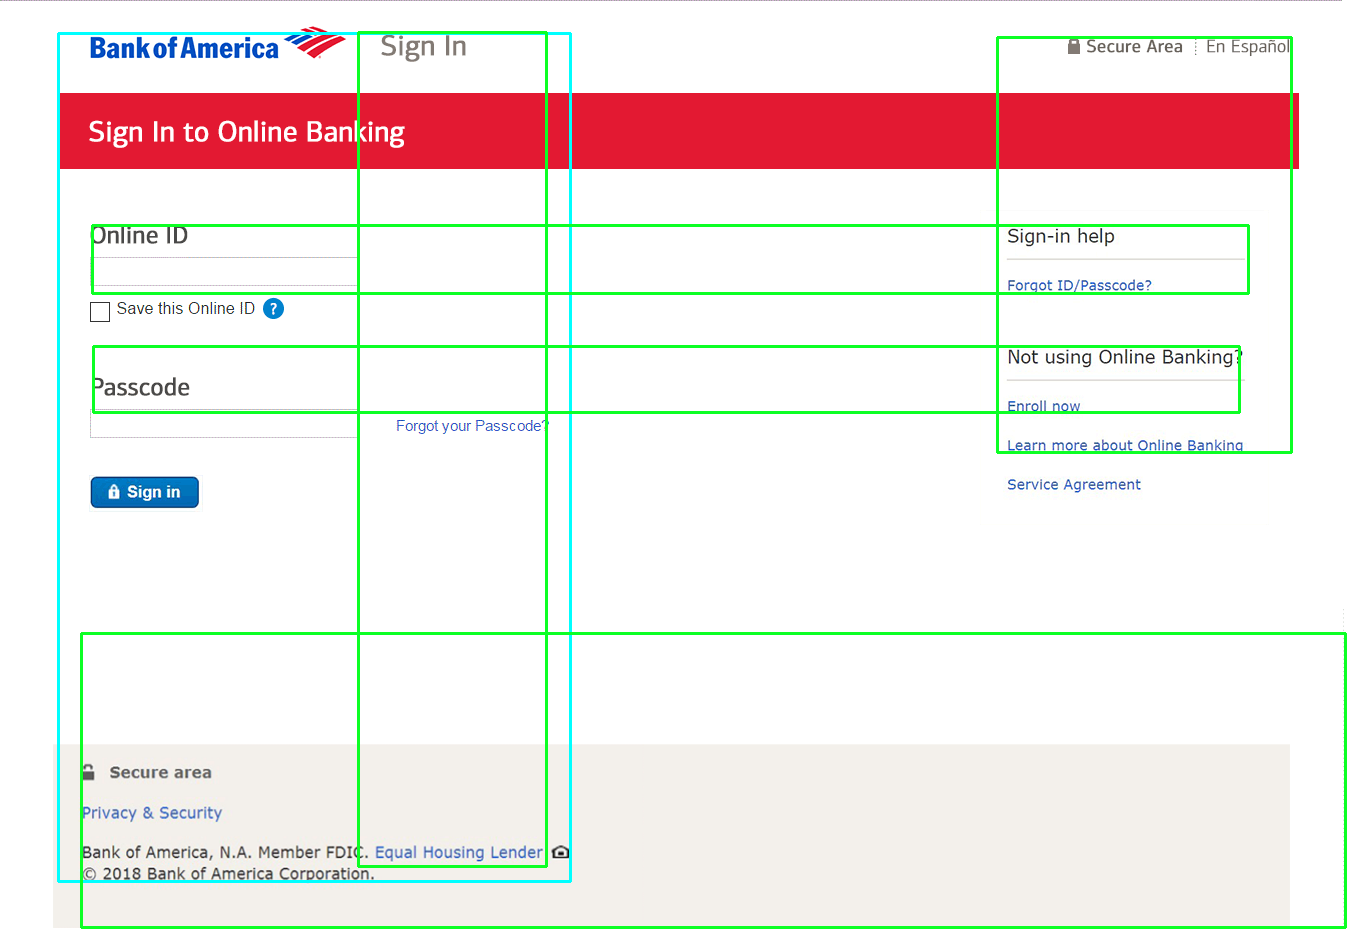 Bank of America Sign In
Secure Area En Español
Sign In to Online Banking
Online ID
Save this Online ID ?
Passcode
Forgot your Passcode?
Sign in
Sign-in help
Forgot ID/Passcode?
Not using Online Banking?
Enroll now
Learn more about Online Banking
Service Agreement
Secure area
Privacy & Security
Bank of America, N.A. Member FDIC. Equal Housing Lender
© 2018 Bank of America Corporation.